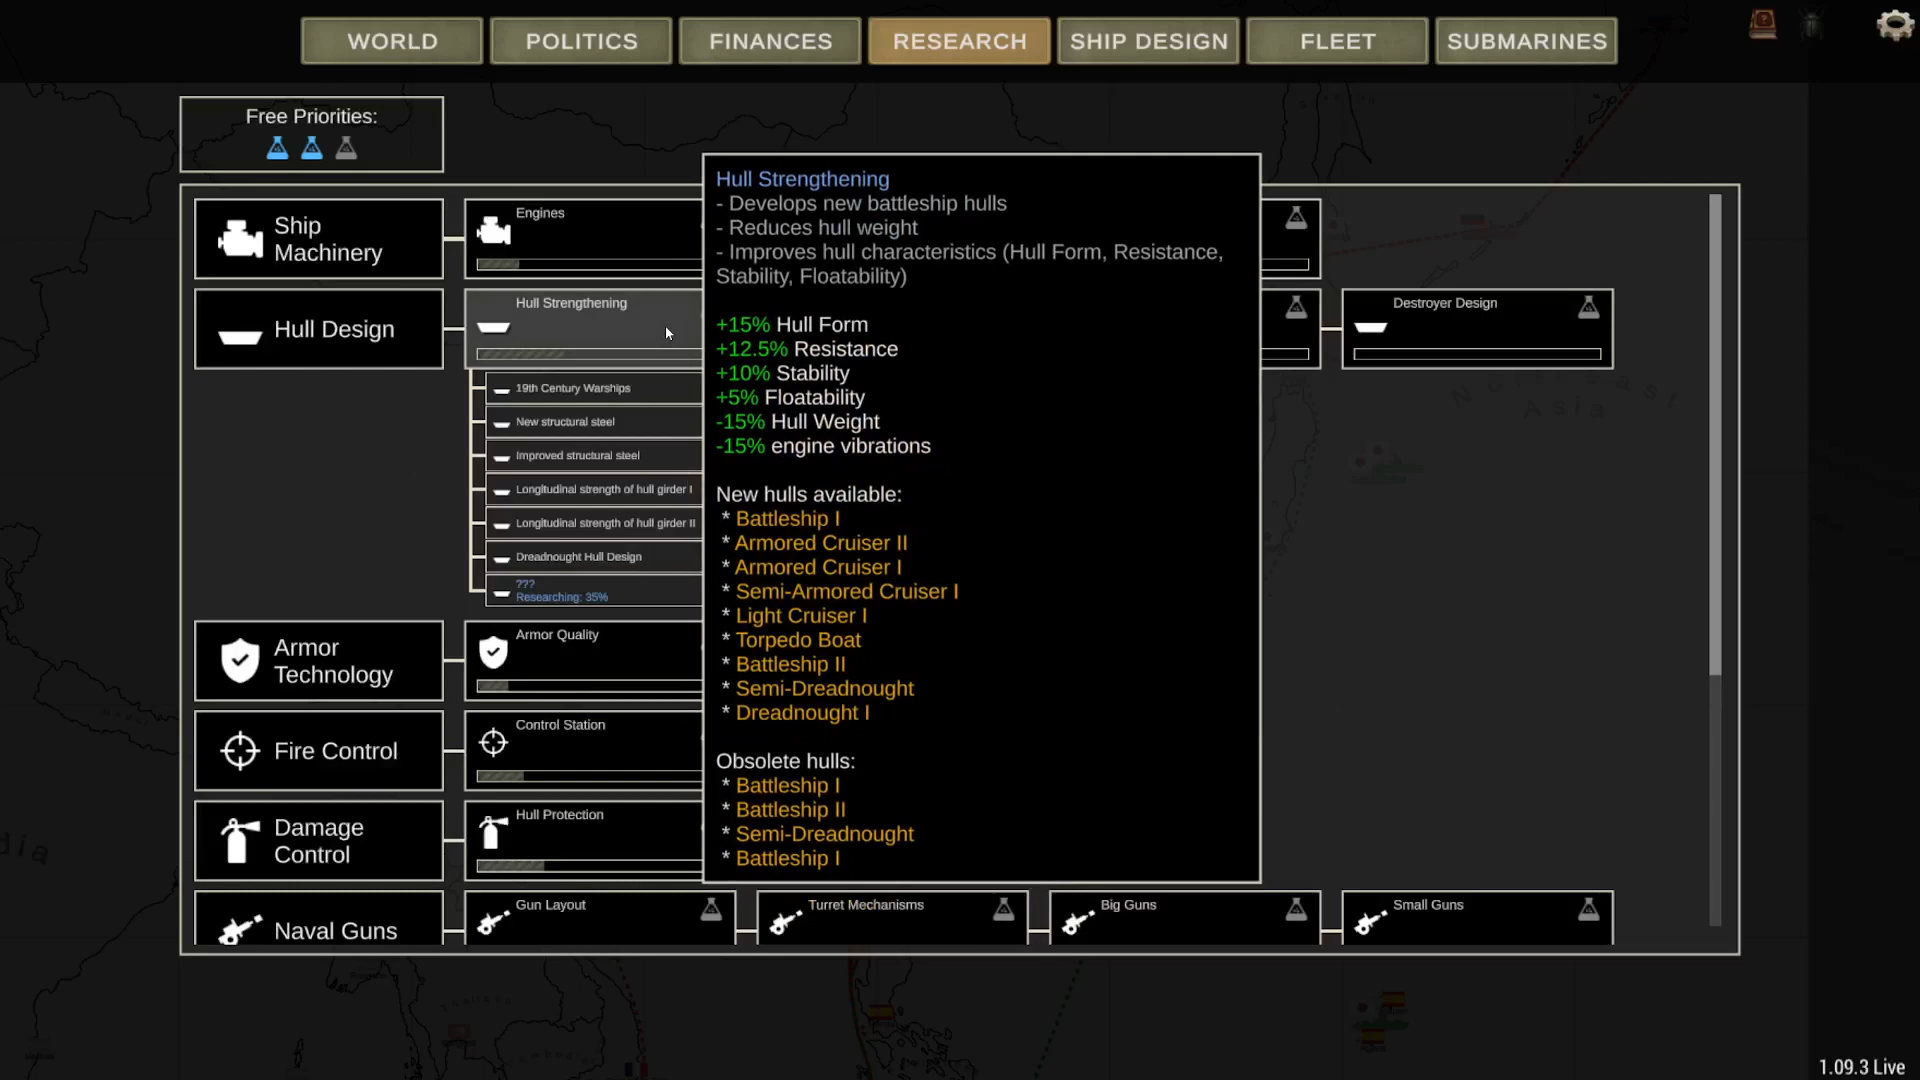 WORLD
POLITICS
FINANCES
RESEARCH
SHIP DESIGN
FLEET
SUBMARINES
Free Priorities:
Ship
Machinery
Engines
Hull Design
Hull Strengthening
Destroyer Design
19th Century Warships
New structural steel
Improved structural steel
Longitudinal strength of hull girder I
Longitudinal strength of hull girder II
Dreadnought Hull Design
???
Researching: 35%
Armor
Technology
Armor Quality
Fire Control
Control Station
Damage
Control
Hull Protection
Naval Guns
Gun Layout
Turret Mechanisms
Big Guns
Small Guns
Hull Strengthening
- Develops new battleship hulls
- Reduces hull weight
- Improves hull characteristics (Hull Form, Resistance,
Stability, Floatability)
+15% Hull Form
+12.5% Resistance
+10% Stability
+5% Floatability
-15% Hull Weight
-15% engine vibrations
New hulls available:
* Battleship I
* Armored Cruiser II
* Armored Cruiser I
* Semi-Armored Cruiser I
* Light Cruiser I
* Torpedo Boat
* Battleship II
* Semi-Dreadnought
* Dreadnought I
Obsolete hulls:
* Battleship I
* Battleship II
* Semi-Dreadnought
* Battleship I
Asia
dia
1.09.3 Live